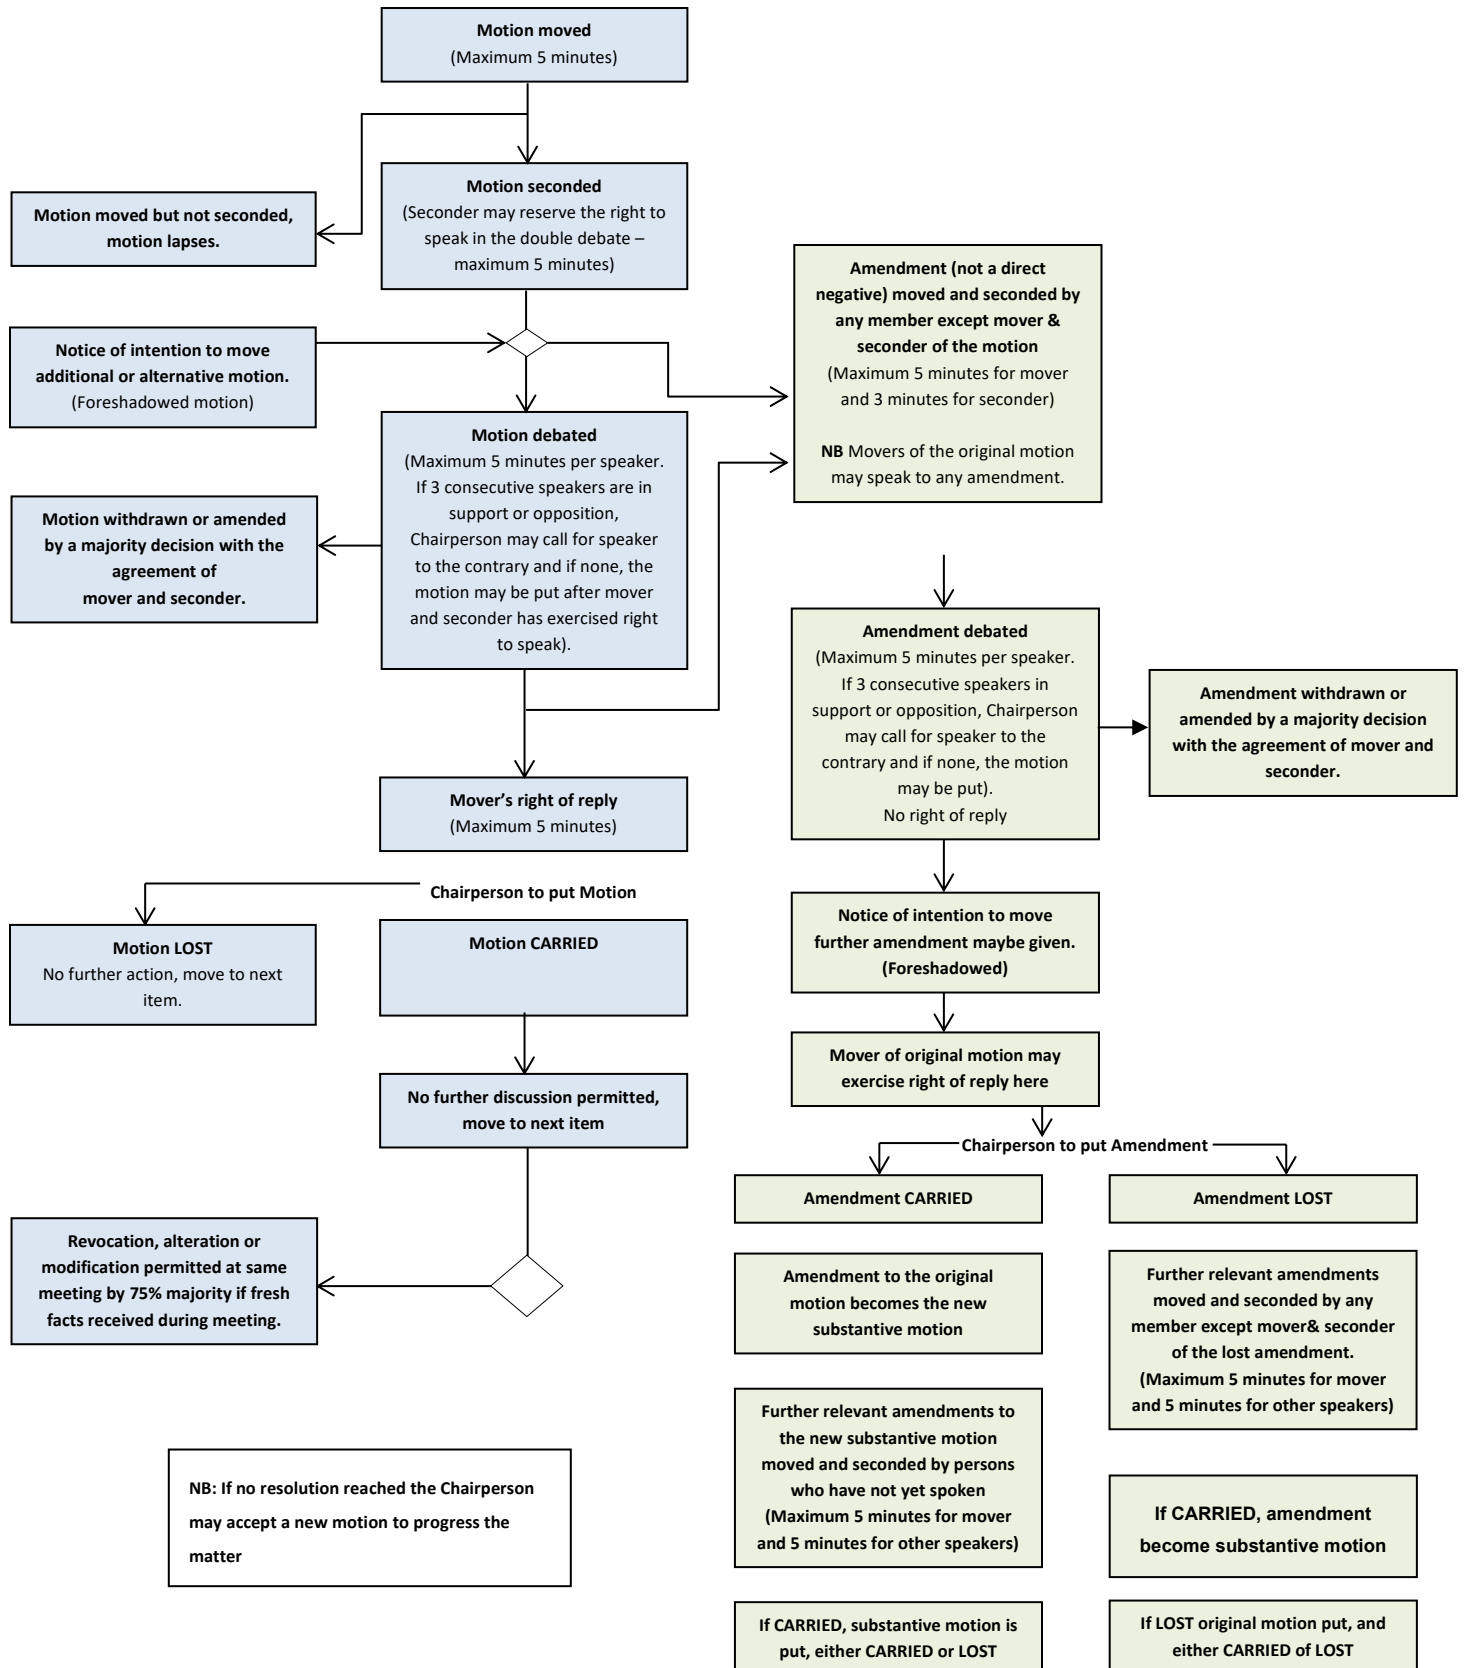 Motion moved
(Maximum 5 minutes)
Motion seconded
(Seconder may reserve the right to
speak in the double debate –
maximum 5 minutes)
Motion moved but not seconded,
motion lapses.
Notice of intention to move
additional or alternative motion.
(Foreshadowed motion)
Motion debated
(Maximum 5 minutes per speaker.
If 3 consecutive speakers are in
support or opposition,
Chairperson may call for speaker
to the contrary and if none, the
motion may be put after mover
and seconder has exercised right
to speak).
Motion withdrawn or amended
by a majority decision with the
agreement of
mover and seconder.
Mover’s right of reply
(Maximum 5 minutes)
Chairperson to put Motion
Motion LOST
No further action, move to next
item.
Motion CARRIED
No further discussion permitted,
move to next item
Revocation, alteration or
modification permitted at same
meeting by 75% majority if fresh
facts received during meeting.
NB: If no resolution reached the Chairperson
may accept a new motion to progress the
matter
Amendment (not a direct
negative) moved and seconded by
any member except mover &
seconder of the motion
(Maximum 5 minutes for mover
and 3 minutes for seconder)
NB Movers of the original motion
may speak to any amendment.
Amendment debated
(Maximum 5 minutes per speaker.
If 3 consecutive speakers in
support or opposition, Chairperson
may call for speaker to the
contrary and if none, the motion
may be put).
No right of reply
Amendment withdrawn or
amended by a majority decision
with the agreement of mover and
seconder.
Notice of intention to move
further amendment maybe given.
(Foreshadowed)
Mover of original motion may
exercise right of reply here
Chairperson to put Amendment
Amendment CARRIED
Amendment to the original
motion becomes the new
substantive motion
Further relevant amendments to
the new substantive motion
moved and seconded by persons
who have not yet spoken
(Maximum 5 minutes for mover
and 5 minutes for other speakers)
If CARRIED, substantive motion is
put, either CARRIED or LOST
Amendment LOST
Further relevant amendments
moved and seconded by any
member except mover& seconder
of the lost amendment.
(Maximum 5 minutes for mover
and 5 minutes for other speakers)
If CARRIED, amendment
become substantive motion
If LOST original motion put, and
either CARRIED of LOST